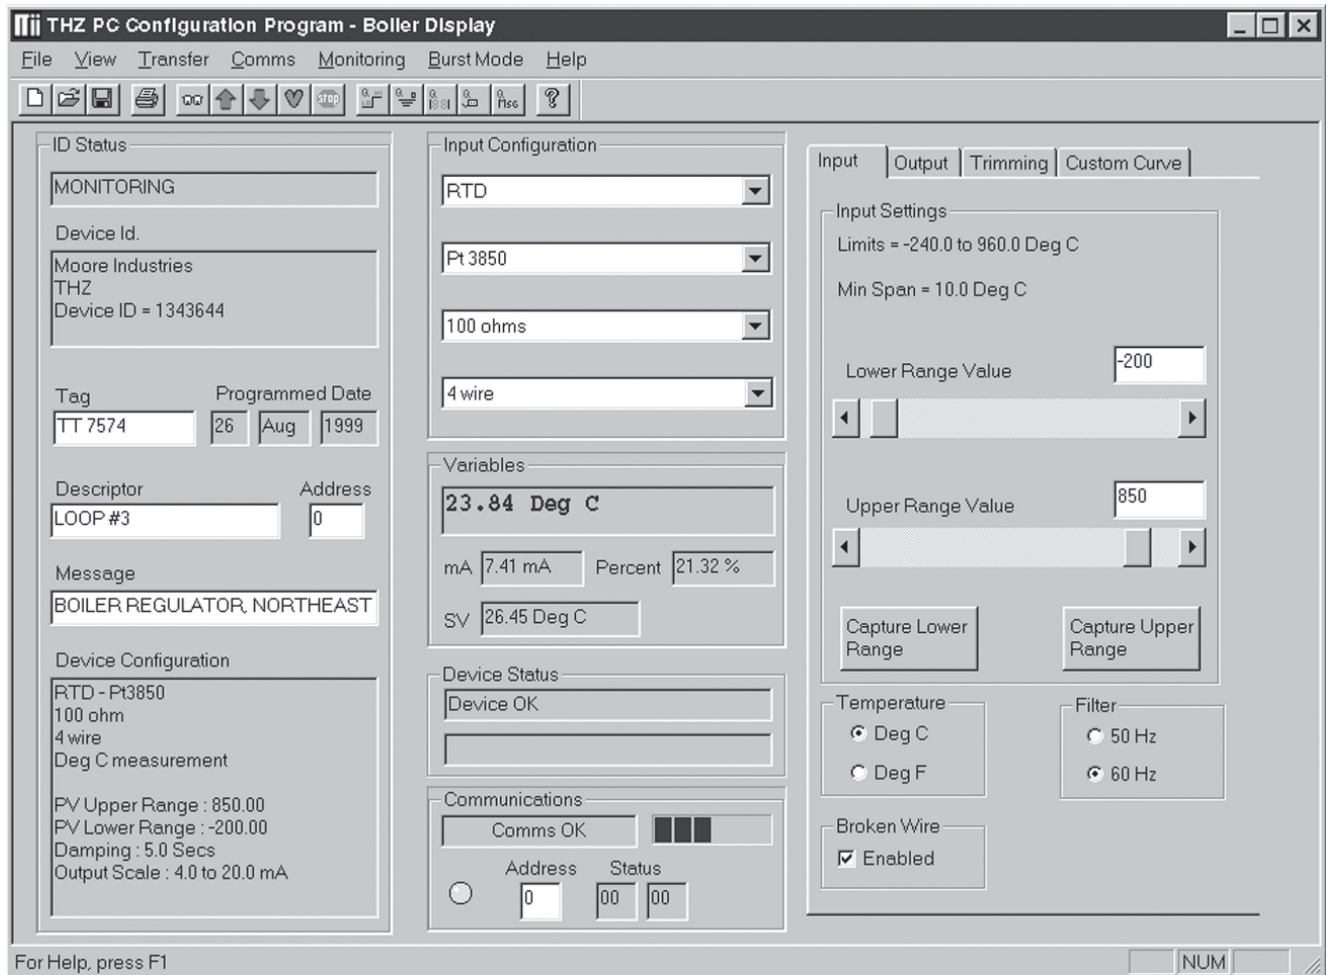 THZ PC Configuration Program - Boiler Display
File View Transfer Comms Monitoring Burst Mode Help
stop
Msg
ID Status
MONITORING
Device Id.
Moore Industries
THZ
Device ID = 1343644
Tag
Programmed Date
TT 7574
26 Aug 1999
Descriptor
Address
LOOP #3
0
Message
BOILER REGULATOR, NORTHEAST
Device Configuration
RTD - Pt3850
100 ohm
4 wire
Deg C measurement
PV Upper Range : 850.00
PV Lower Range : -200.00
Damping : 5.0 Secs
Output Scale : 4.0 to 20.0 mA
Input Configuration
RTD
Pt 3850
100 ohms
4 wire
Variables
23.84 Deg C
mA 7.41 mA Percent 21.32 %
SV 26.45 Deg C
Device Status
Device OK
Communications
Comms OK
Address Status
0 00 00
Input Output Trimming Custom Curve
Input Settings
Limits = -240.0 to 960.0 Deg C
Min Span = 10.0 Deg C
Lower Range Value -200
Upper Range Value 850
Capture Lower
Range
Capture Upper
Range
Temperature
Deg C
Deg F
Filter
50 Hz
60 Hz
Broken Wire
Enabled
For Help, press F1
NUM